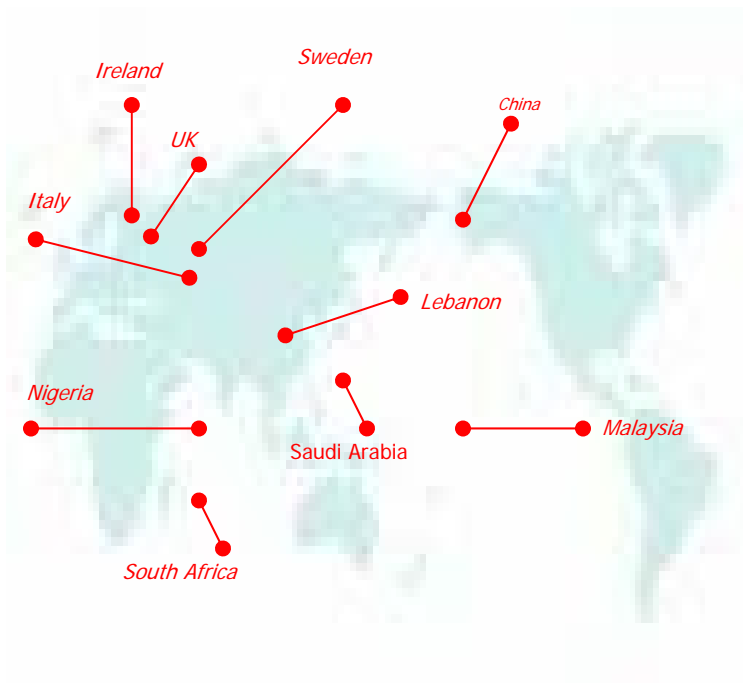 Sweden
Ireland
China
UK
Italy
Lebanon
Nigeria
Malaysia
Saudi Arabia
South Africa